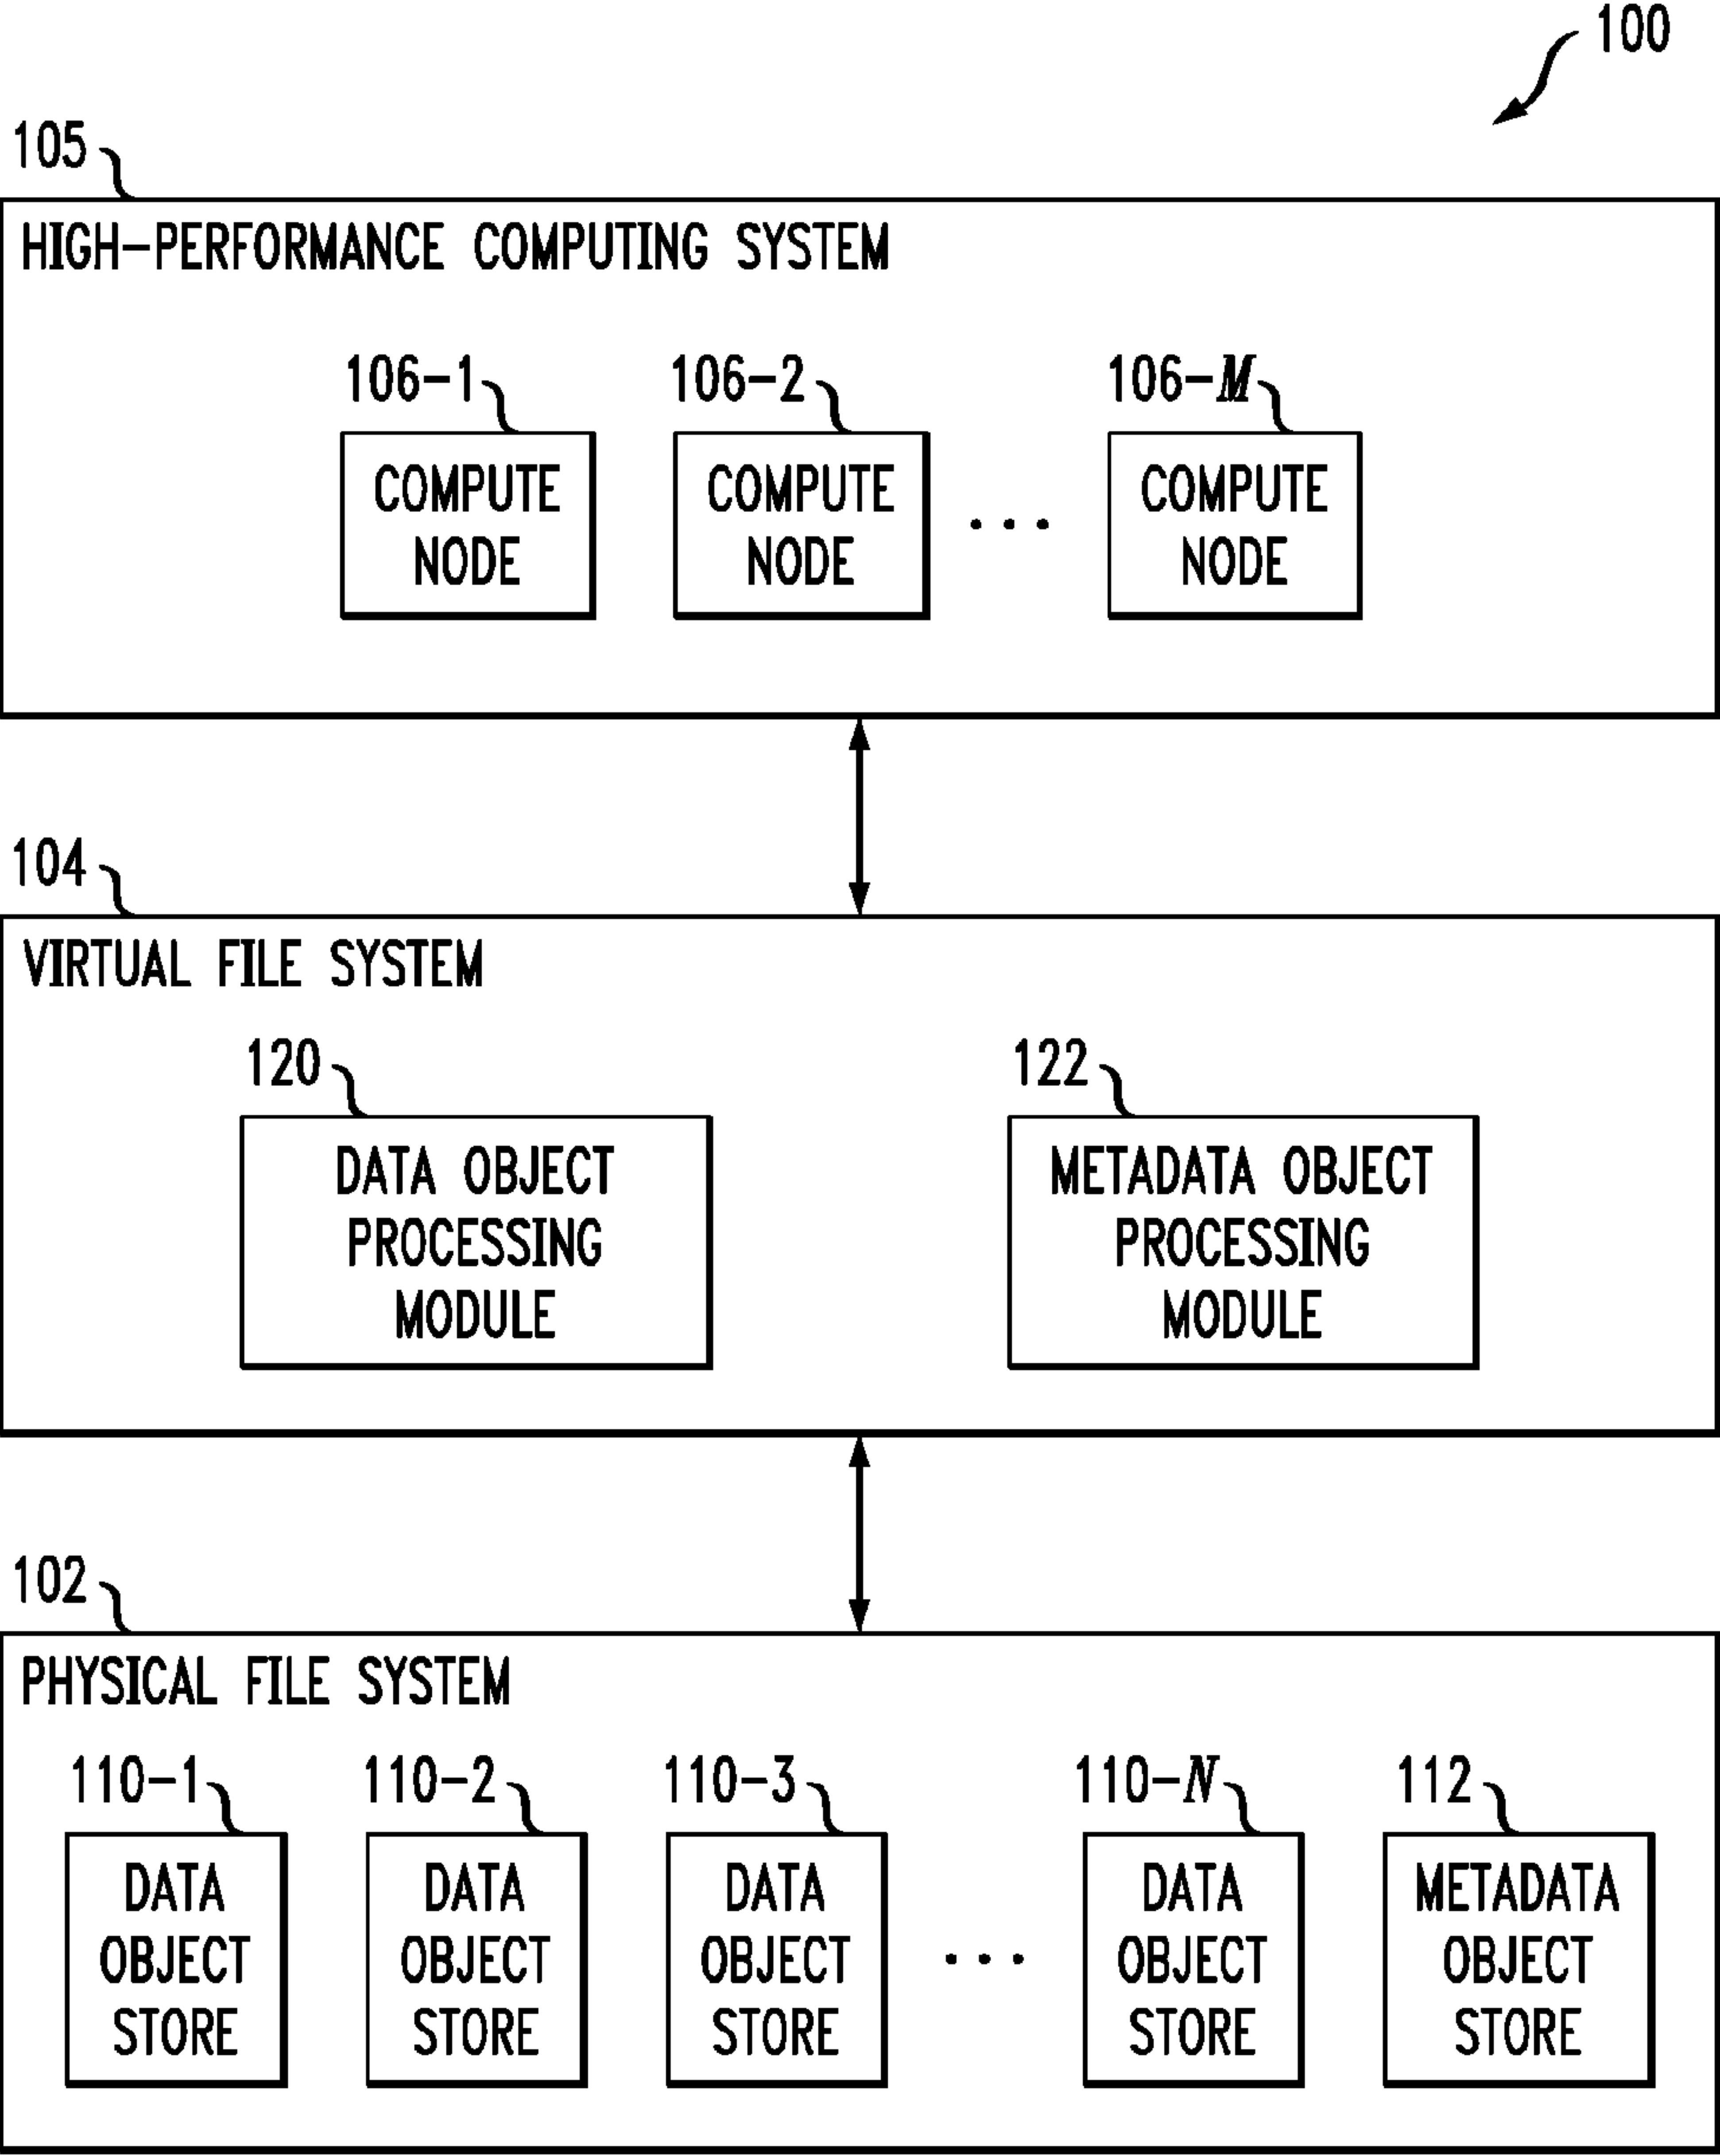 100
105
HIGH-PERFORMANCE COMPUTING SYSTEM
106-1 106-2 106-M
COMPUTE COMPUTE COMPUTE
NODE NODE ... NODE
104
VIRTUAL FILE SYSTEM
120 122
DATA OBJECT METADATA OBJECT
PROCESSING PROCESSING
MODULE MODULE
102
PHYSICAL FILE SYSTEM
110-1 110-2 110-3 110-N 112
DATA DATA DATA DATA METADATA
OBJECT OBJECT OBJECT ... OBJECT OBJECT
STORE STORE STORE STORE STORE